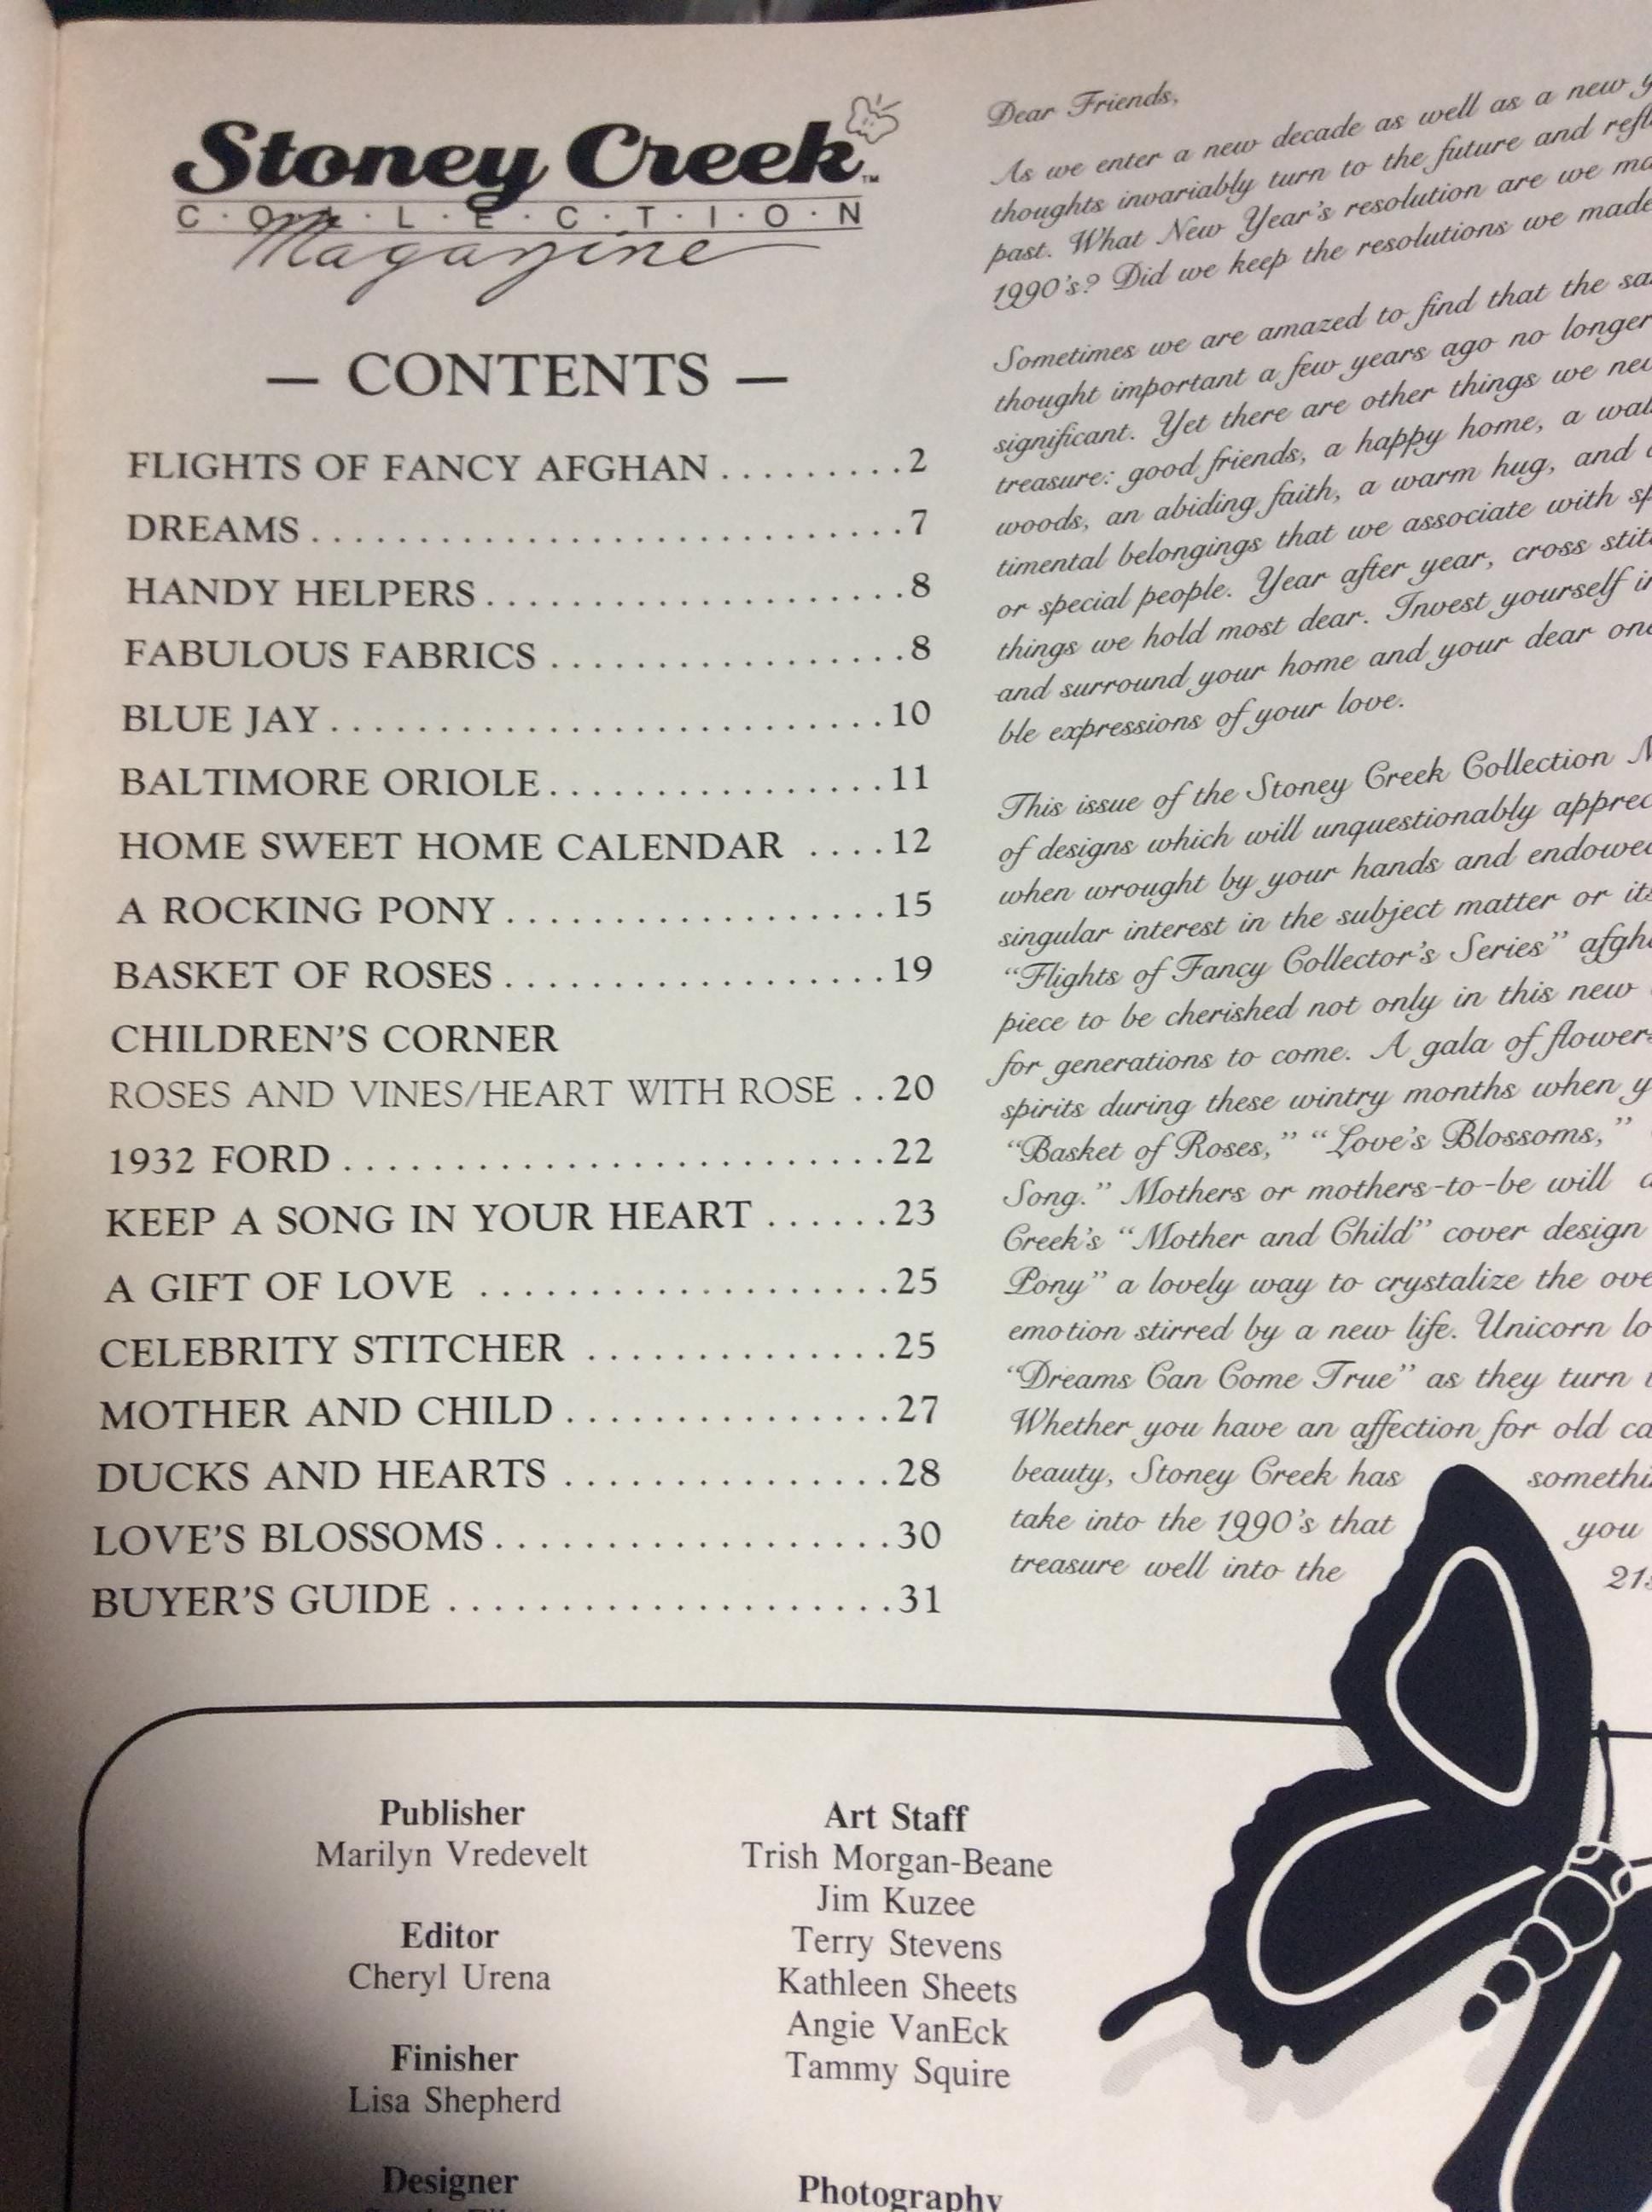 Stoney Creek™
C·O·L·L·E·C·T·I·O·N
Magazine
— CONTENTS —
FLIGHTS OF FANCY AFGHAN.........2
DREAMS.............................7
HANDY HELPERS.....................8
FABULOUS FABRICS..................8
BLUE JAY...........................10
BALTIMORE ORIOLE.................11
HOME SWEET HOME CALENDAR ....12
A ROCKING PONY...................15
BASKET OF ROSES...................19
CHILDREN'S CORNER
ROSES AND VINES/HEART WITH ROSE ..20
1932 FORD..........................22
KEEP A SONG IN YOUR HEART......23
A GIFT OF LOVE ....................25
CELEBRITY STITCHER ...............25
MOTHER AND CHILD................27
DUCKS AND HEARTS................28
LOVE'S BLOSSOMS....................30
BUYER'S GUIDE ......................31
Dear Friends,
As we enter a new decade as well as a new
thoughts invariably turn to the future and
past. What New Year's resolution are we
1990's? Did we keep the resolutions we made
Sometimes we are amazed to find that the
thought important a few years ago no longer
significant. Yet there are other things we
treasure: good friends, a happy home, a
woods, an abiding faith, a warm hug, and
timental belongings that we associate with
or special people. Year after year, cross
things we hold most dear. Invest yourself
and surround your home and your dear
ble expressions of your love.
This issue of the Stoney Creek Collection
of designs which will unquestionably
when wrought by your hands and
singular interest in the subject matter or
"Flights of Fancy Collector's Series"
piece to be cherished not only in this new
for generations to come. A gala of
spirits during these wintry months when
"Basket of Roses," "Love's Blossoms,"
Song." Mothers or mothers-to-be will
Creek's "Mother and Child" cover design
Pony" a lovely way to crystalize the
emotion stirred by a new life. Unicorn
"Dreams Can Come True" as they turn
Whether you have an affection for old
beauty, Stoney Creek has
take into the 1990's that you
treasure well into the
Publisher
Marilyn Vredevelt
Editor
Cheryl Urena
Finisher
Lisa Shepherd
Designer
Art Staff
Trish Morgan-Beane
Jim Kuzee
Terry Stevens
Kathleen Sheets
Angie VanEck
Tammy Squire
Photography